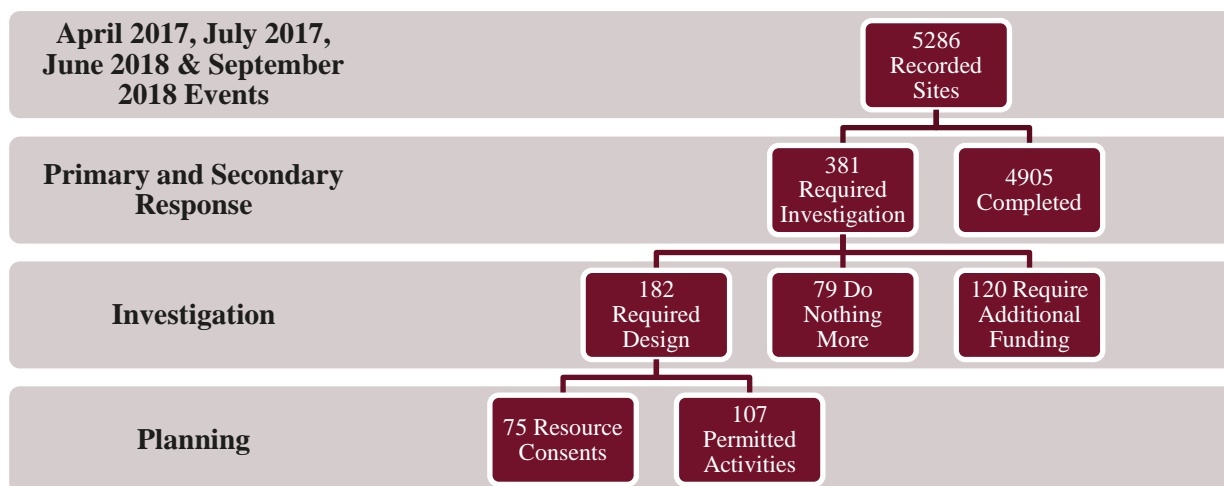 April 2017, July 2017,
June 2018 & September
2018 Events
5286
Recorded
Sites
Primary and Secondary
Response
381
Required
Investigation
4905
Completed
Investigation
182
Required
Design
79 Do
Nothing
More
120 Require
Additional
Funding
Planning
75 Resource
Consents
107
Permitted
Activities